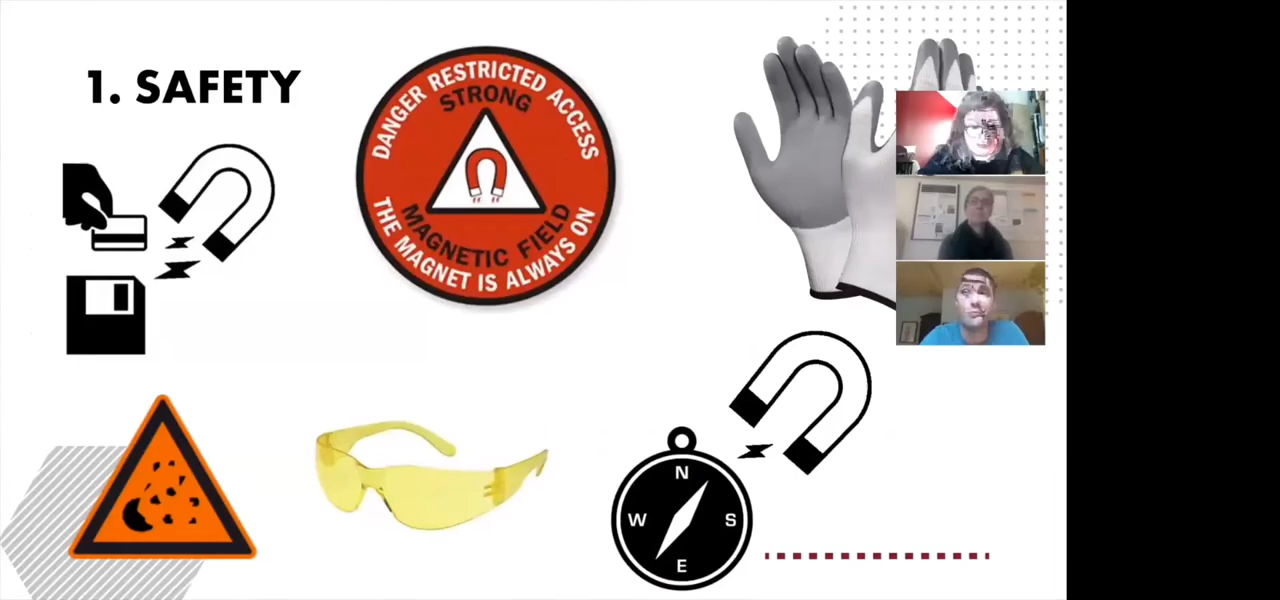 1. SAFETY
DANGER RESTRICTED ACCESS
STRONG
MAGNETIC FIELD
THE MAGNET IS ALWAYS ON
N
W S
E